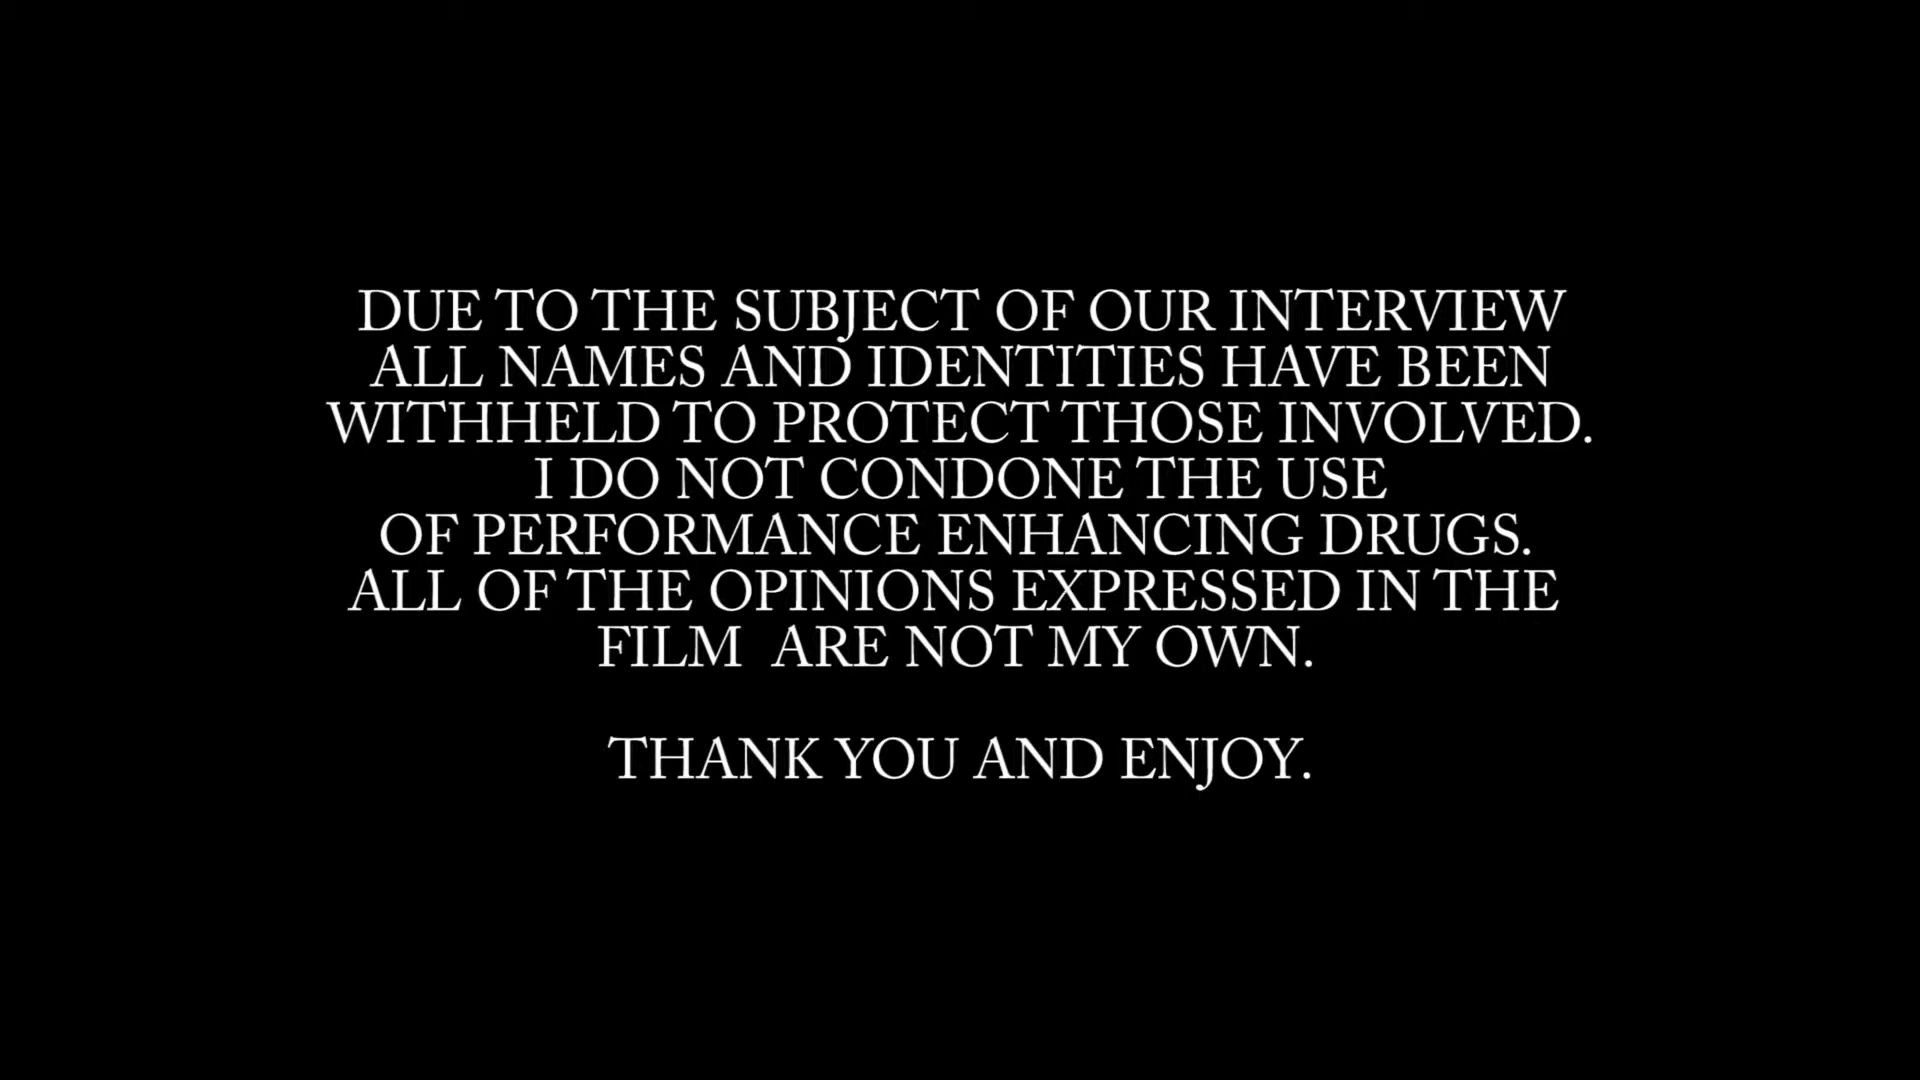 DUE TO THE SUBJECT OF OUR INTERVIEW
ALL NAMES AND IDENTITIES HAVE BEEN
WITHHELD TO PROTECT THOSE INVOLVED.
I DO NOT CONDONE THE USE
OF PERFORMANCE ENHANCING DRUGS.
ALL OF THE OPINIONS EXPRESSED IN THE
FILM  ARE NOT MY OWN.
THANK YOU AND ENJOY.